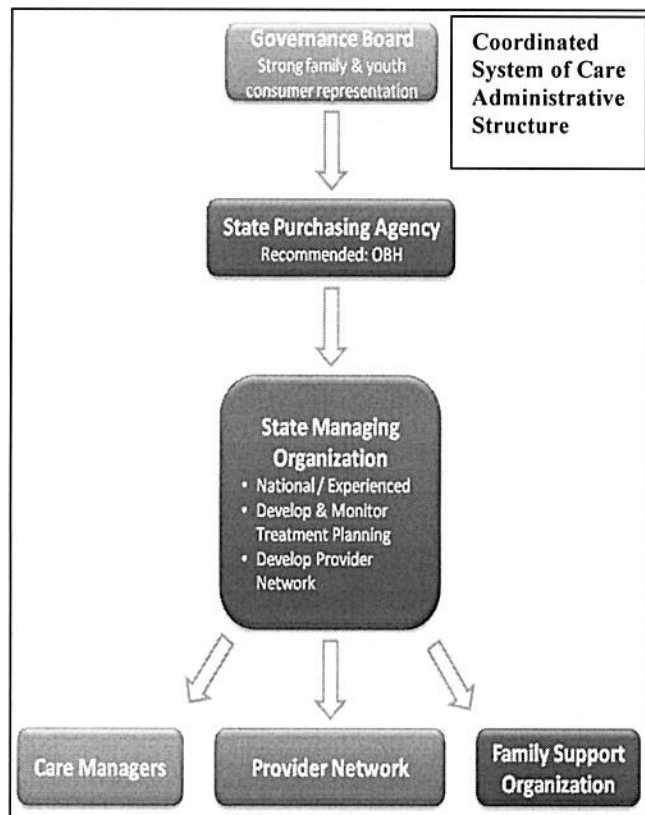 Governance Board
Strong family & youth
consumer representation
Coordinated
System of Care
Administrative
Structure
State Purchasing Agency
Recommended: OBH
State Managing
Organization
• National / Experienced
• Develop & Monitor
Treatment Planning
• Develop Provider
Network
Care Managers
Provider Network
Family Support
Organization